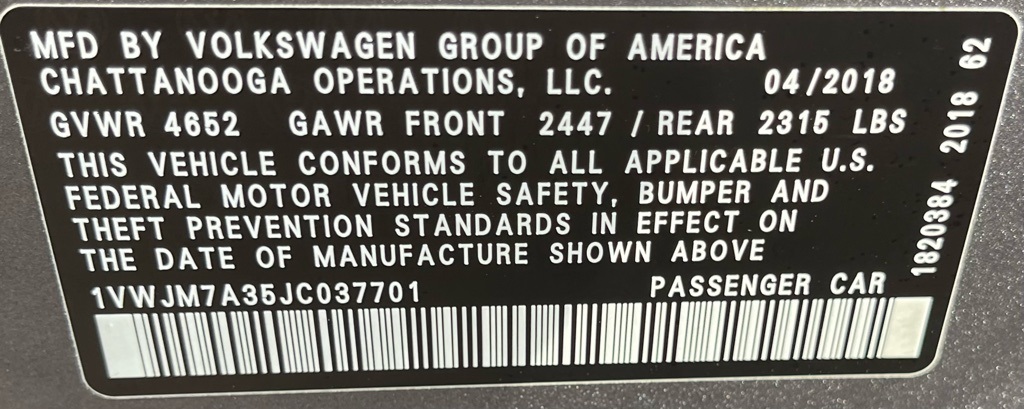 MFD BY VOLKSWAGEN GROUP OF AMERICA
CHATTANOOGA OPERATIONS, LLC. 04/2018
GVWR 4652 GAWR FRONT 2447 / REAR 2315 LBS
THIS VEHICLE CONFORMS TO ALL APPLICABLE U.S.
FEDERAL MOTOR VEHICLE SAFETY, BUMPER AND
THEFT PREVENTION STANDARDS IN EFFECT ON
THE DATE OF MANUFACTURE SHOWN ABOVE
1VWJM7A35JC037701 PASSENGER CAR
1820384 2018 62